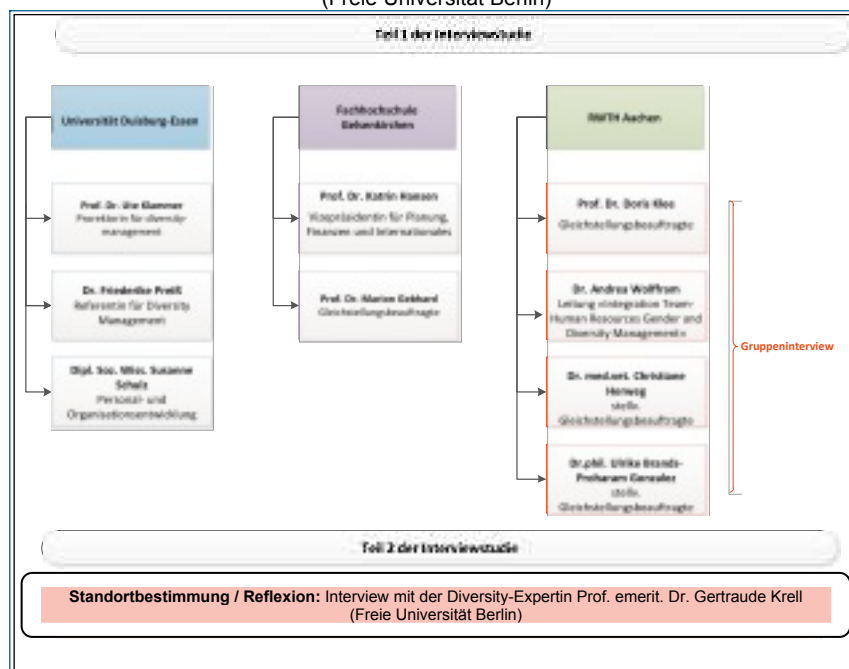 (Freie Universität Berlin)
Teil 1 der Interviewstudie
Universität Duisburg-Essen
Prof. Dr. Ute Klammer
Prorektorin für diversity-
management
Dr. Friederike Preiß
Referentin für Diversity
Management
Dipl. Soz. Wiss. Susanne
Schulz
Personal- und
Organisationsentwicklung
Fachhochschule
Gelsenkirchen
Prof. Dr. Katrin Hansen
Vizepräsidentin für Planung,
Finanzen und Internationales
Prof. Dr. Marion Gebhard
Gleichstellungsbeauftragte
RWTH Aachen
Prof. Dr. Doris Klee
Gleichstellungsbeauftragte
Dr. Andrea Wolffram
Leitung »Integration Team-
Human Resources Gender and
Diversity Management«
Dr. med.vet. Christiane
Herweg
stellv.
Gleichstellungsbeauftragte
Dr.phil. Ulrike Brands-
Proharam Gonzalez
stellv.
Gleichstellungsbeauftragte
Gruppeninterview
Teil 2 der Interviewstudie
Standortbestimmung / Reflexion: Interview mit der Diversity-Expertin Prof. emerit. Dr. Gertraude Krell
(Freie Universität Berlin)